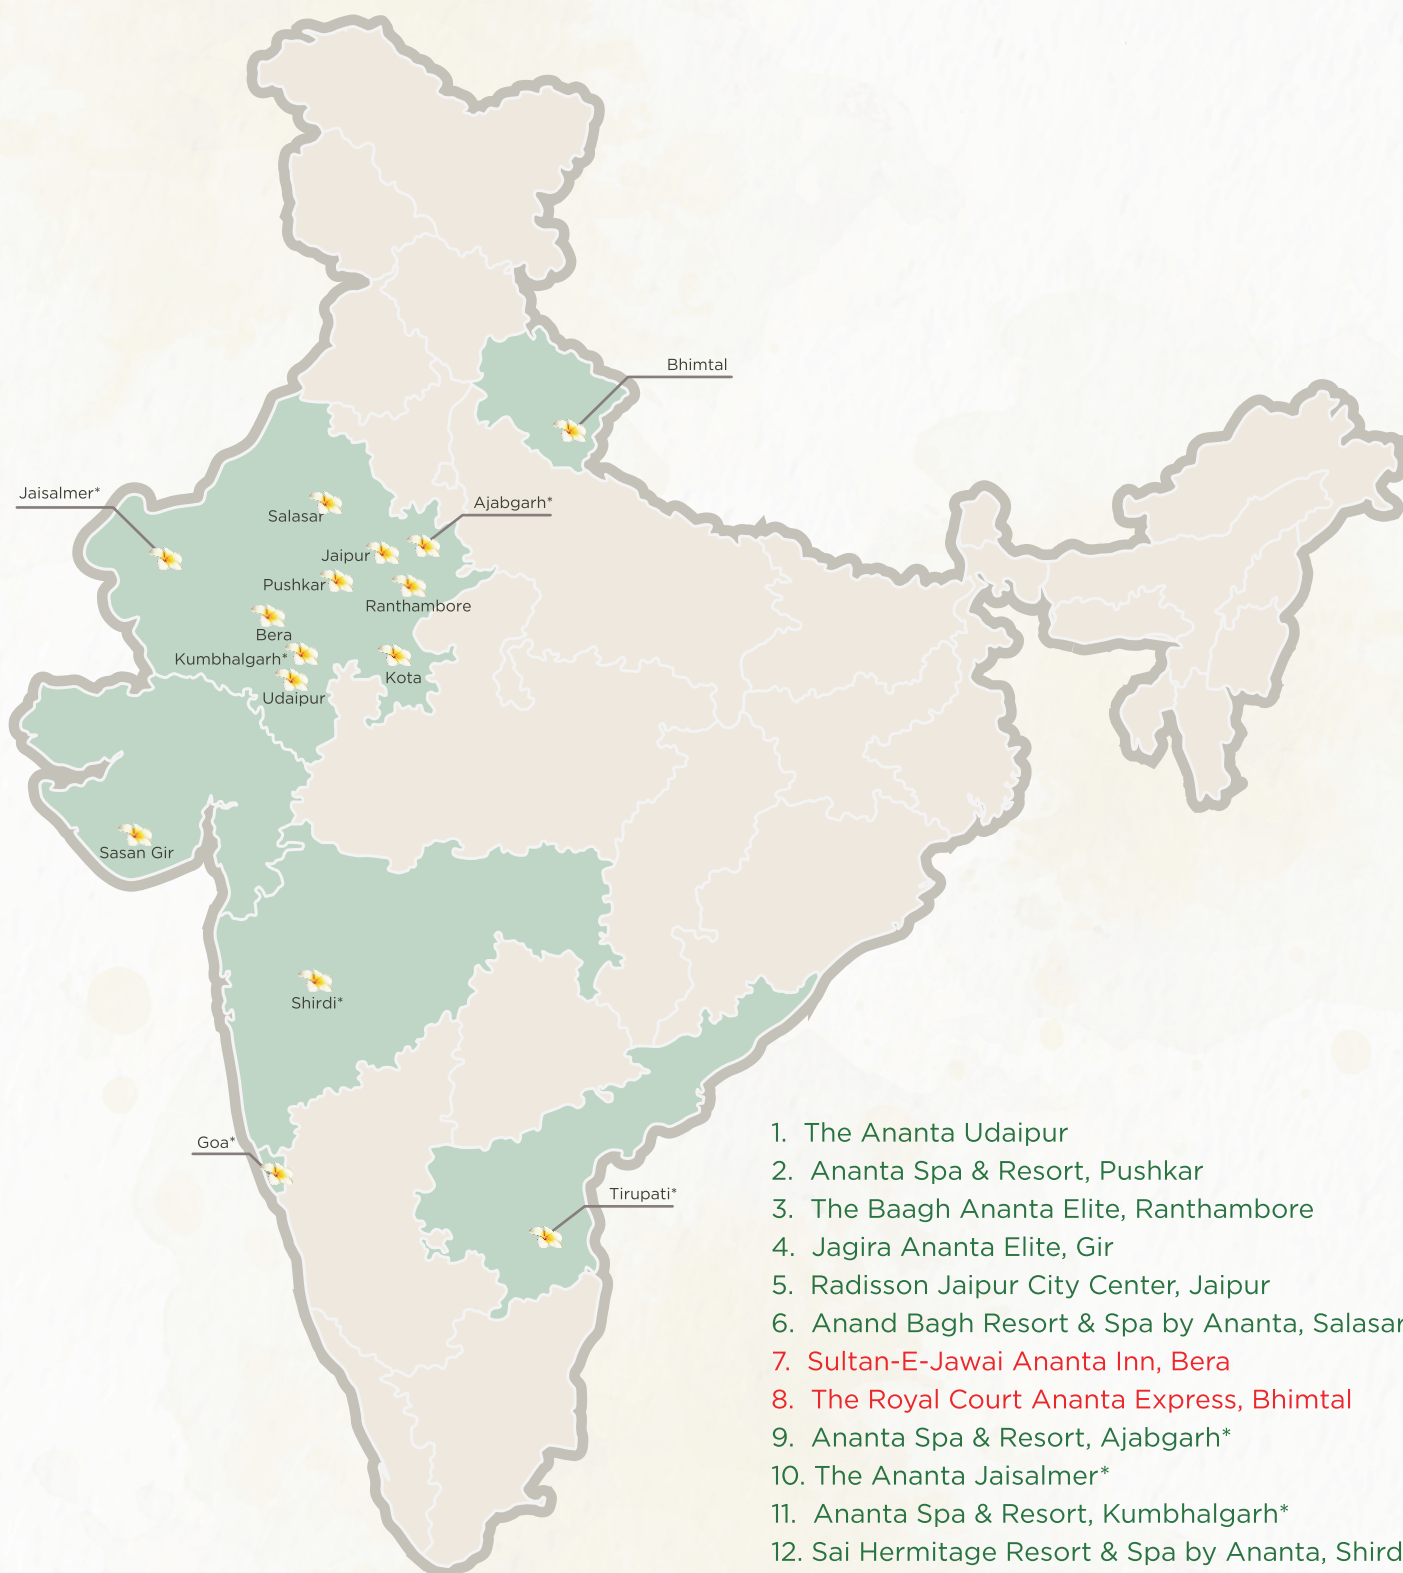 Bhimtal
Jaisalmer*
Ajabgarh*
Salasar
Jaipur
Pushkar
Ranthambore
Bera
Kumbhalgarh*
Kota
Udaipur
Sasan Gir
Shirdi*
Goa*
Tirupati*
1. The Ananta Udaipur
2. Ananta Spa & Resort, Pushkar
3. The Baagh Ananta Elite, Ranthambore
4. Jagira Ananta Elite, Gir
5. Radisson Jaipur City Center, Jaipur
6. Anand Bagh Resort & Spa by Ananta, Salasar
7. Sultan-E-Jawai Ananta Inn, Bera
8. The Royal Court Ananta Express, Bhimtal
9. Ananta Spa & Resort, Ajabgarh*
10. The Ananta Jaisalmer*
11. Ananta Spa & Resort, Kumbhalgarh*
12. Sai Hermitage Resort & Spa by Ananta, Shird